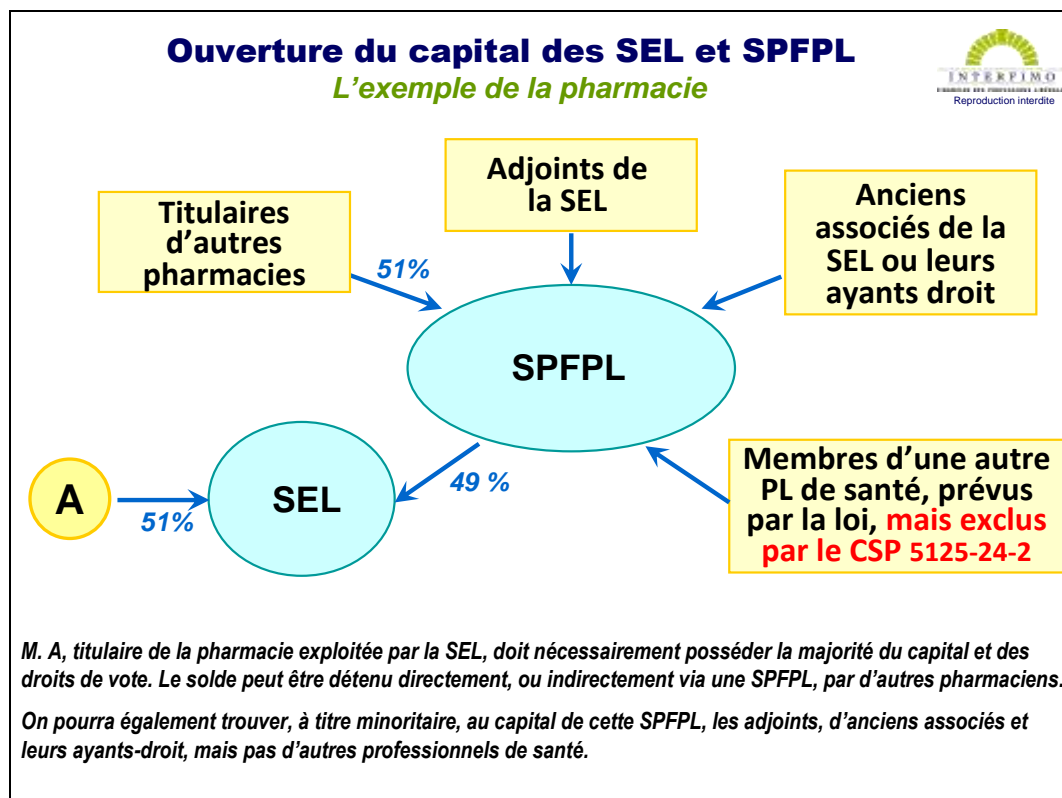 Ouverture du capital des SEL et SPFPL
L'exemple de la pharmacie
INTERFIMO
Reproduction interdite
Adjoints de
la SEL
Titulaires
d'autres
pharmacies
Anciens
associés de la
SEL ou leurs
ayants droit
51%
SPFPL
49 %
A
51%
SEL
Membres d'une autre
PL de santé, prévus
par la loi, mais exclus
par le CSP 5125-24-2
M. A, titulaire de la pharmacie exploitée par la SEL, doit nécessairement posséder la majorité du capital et des
droits de vote. Le solde peut être détenu directement, ou indirectement via une SPFPL, par d'autres pharmaciens.
On pourra également trouver, à titre minoritaire, au capital de cette SPFPL, les adjoints, d'anciens associés et
leurs ayants-droit, mais pas d'autres professionnels de santé.